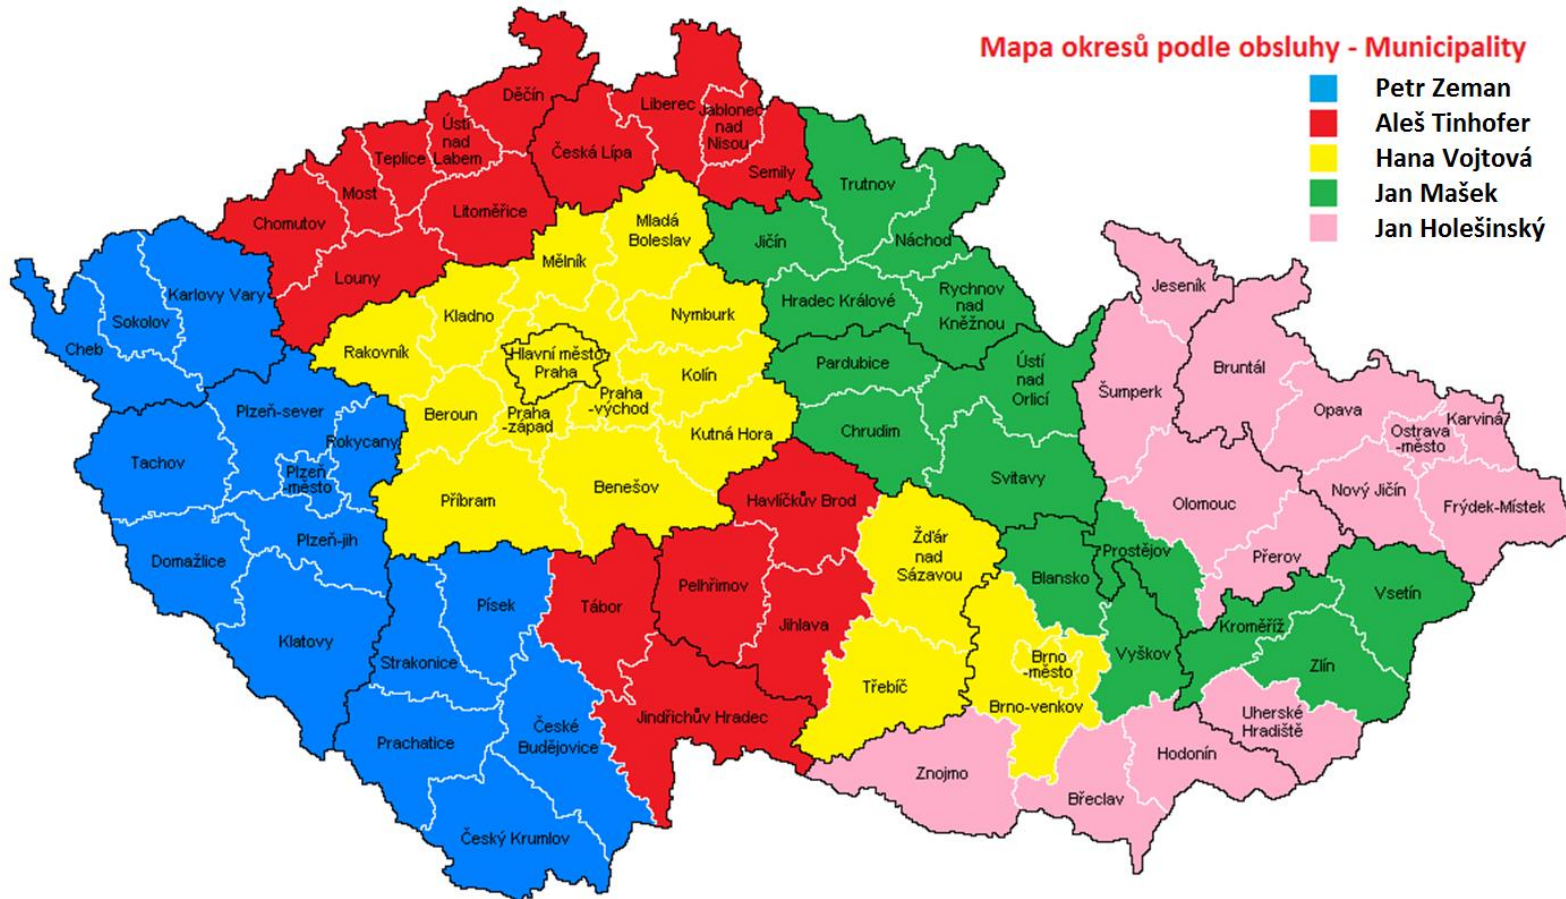 Mapa okresů podle obsluhy - Municipality
Petr Zeman
Aleš Tinhofer
Hana Vojtová
Jan Mašek
Jan Holešinský
Děčín
Liberec
Jablonec
nad
Nisou
Ústí
nad
Labem
Teplice
Česká Lípa
Semily
Most
Litoměřice
Chomutov
Louny
Trutnov
Mladá
Boleslav
Jičín
Náchod
Mělník
Karlovy Vary
Sokolov
Cheb
Kladno
Nymburk
Hradec Králové
Rychnov
nad
Kněžnou
Jeseník
Rakovník
Hlavní město
Praha
Kolín
Pardubice
Ústí
nad
Orlicí
Šumperk
Bruntál
Plzeň-sever
Beroun
Praha
-západ
Praha
-východ
Kutná Hora
Chrudim
Opava
Karviná
Ostrava
-město
Rokycany
Tachov
Plzeň
-město
Příbram
Benešov
Havlíčkův Brod
Svitavy
Olomouc
Nový Jičín
Frýdek-Místek
Plzeň-jih
Domažlice
Žďár
nad
Sázavou
Prostějov
Přerov
Blansko
Písek
Tábor
Pelhřimov
Jihlava
Vsetín
Klatovy
Strakonice
Kroměříž
Vyškov
Zlín
Brno
-město
Třebíč
Brno-venkov
Jindřichův Hradec
České
Budějovice
Prachatice
Uherské
Hradiště
Hodonín
Znojmo
Břeclav
Český Krumlov